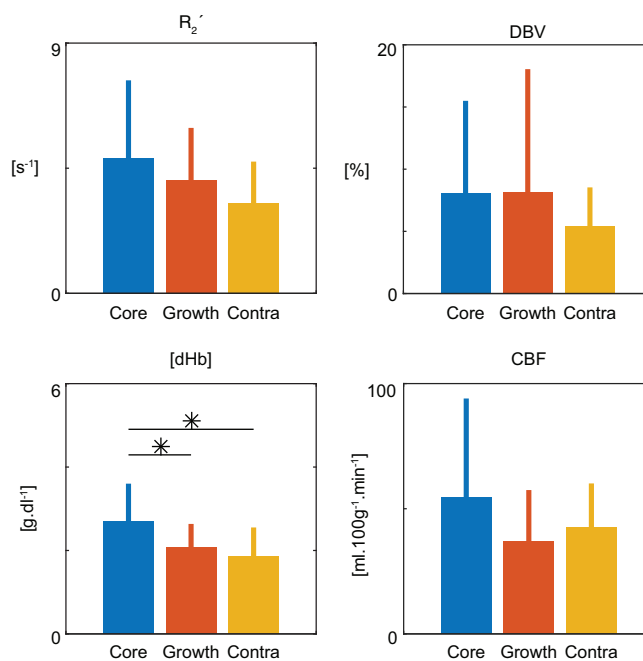 R₂´
9
[s⁻¹]
0
Core Growth Contra
DBV
20
[%]
0
Core Growth Contra
[dHb]
6
[g.dl⁻¹]
0
Core Growth Contra
CBF
100
[ml.100g⁻¹.min⁻¹]
0
Core Growth Contra